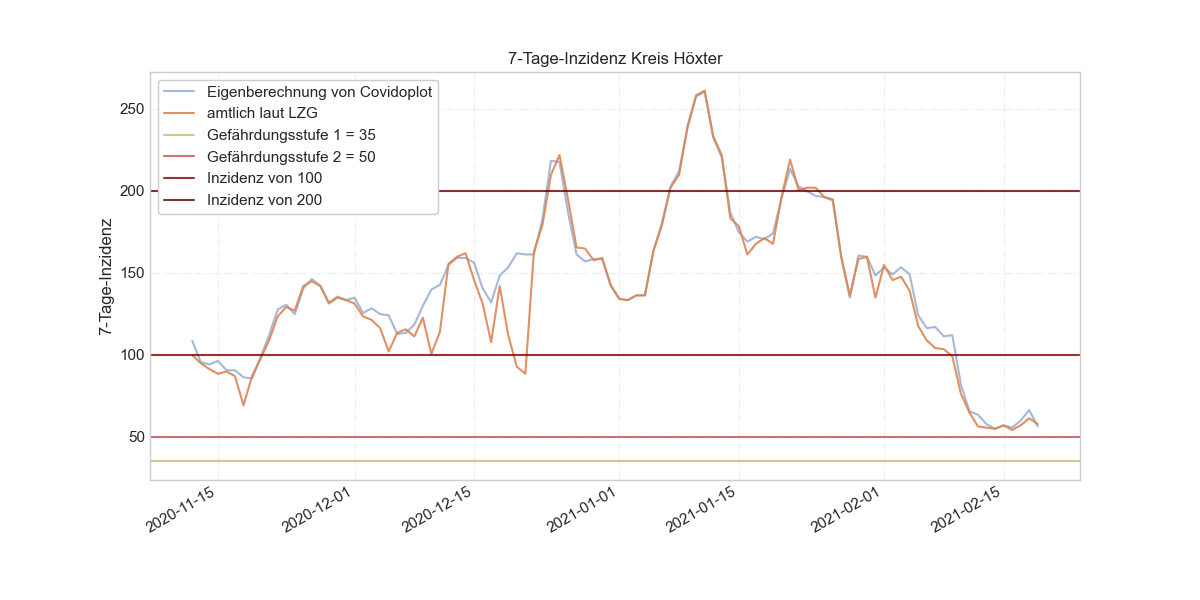 7-Tage-Inzidenz Kreis Höxter
Eigenberechnung von Covidoplot
amtlich laut LZG
Gefährdungsstufe 1 = 35
Gefährdungsstufe 2 = 50
Inzidenz von 100
Inzidenz von 200
7-Tage-Inzidenz
250
200
150
100
50
2020-11-15
2020-12-01
2020-12-15
2021-01-01
2021-01-15
2021-02-01
2021-02-15